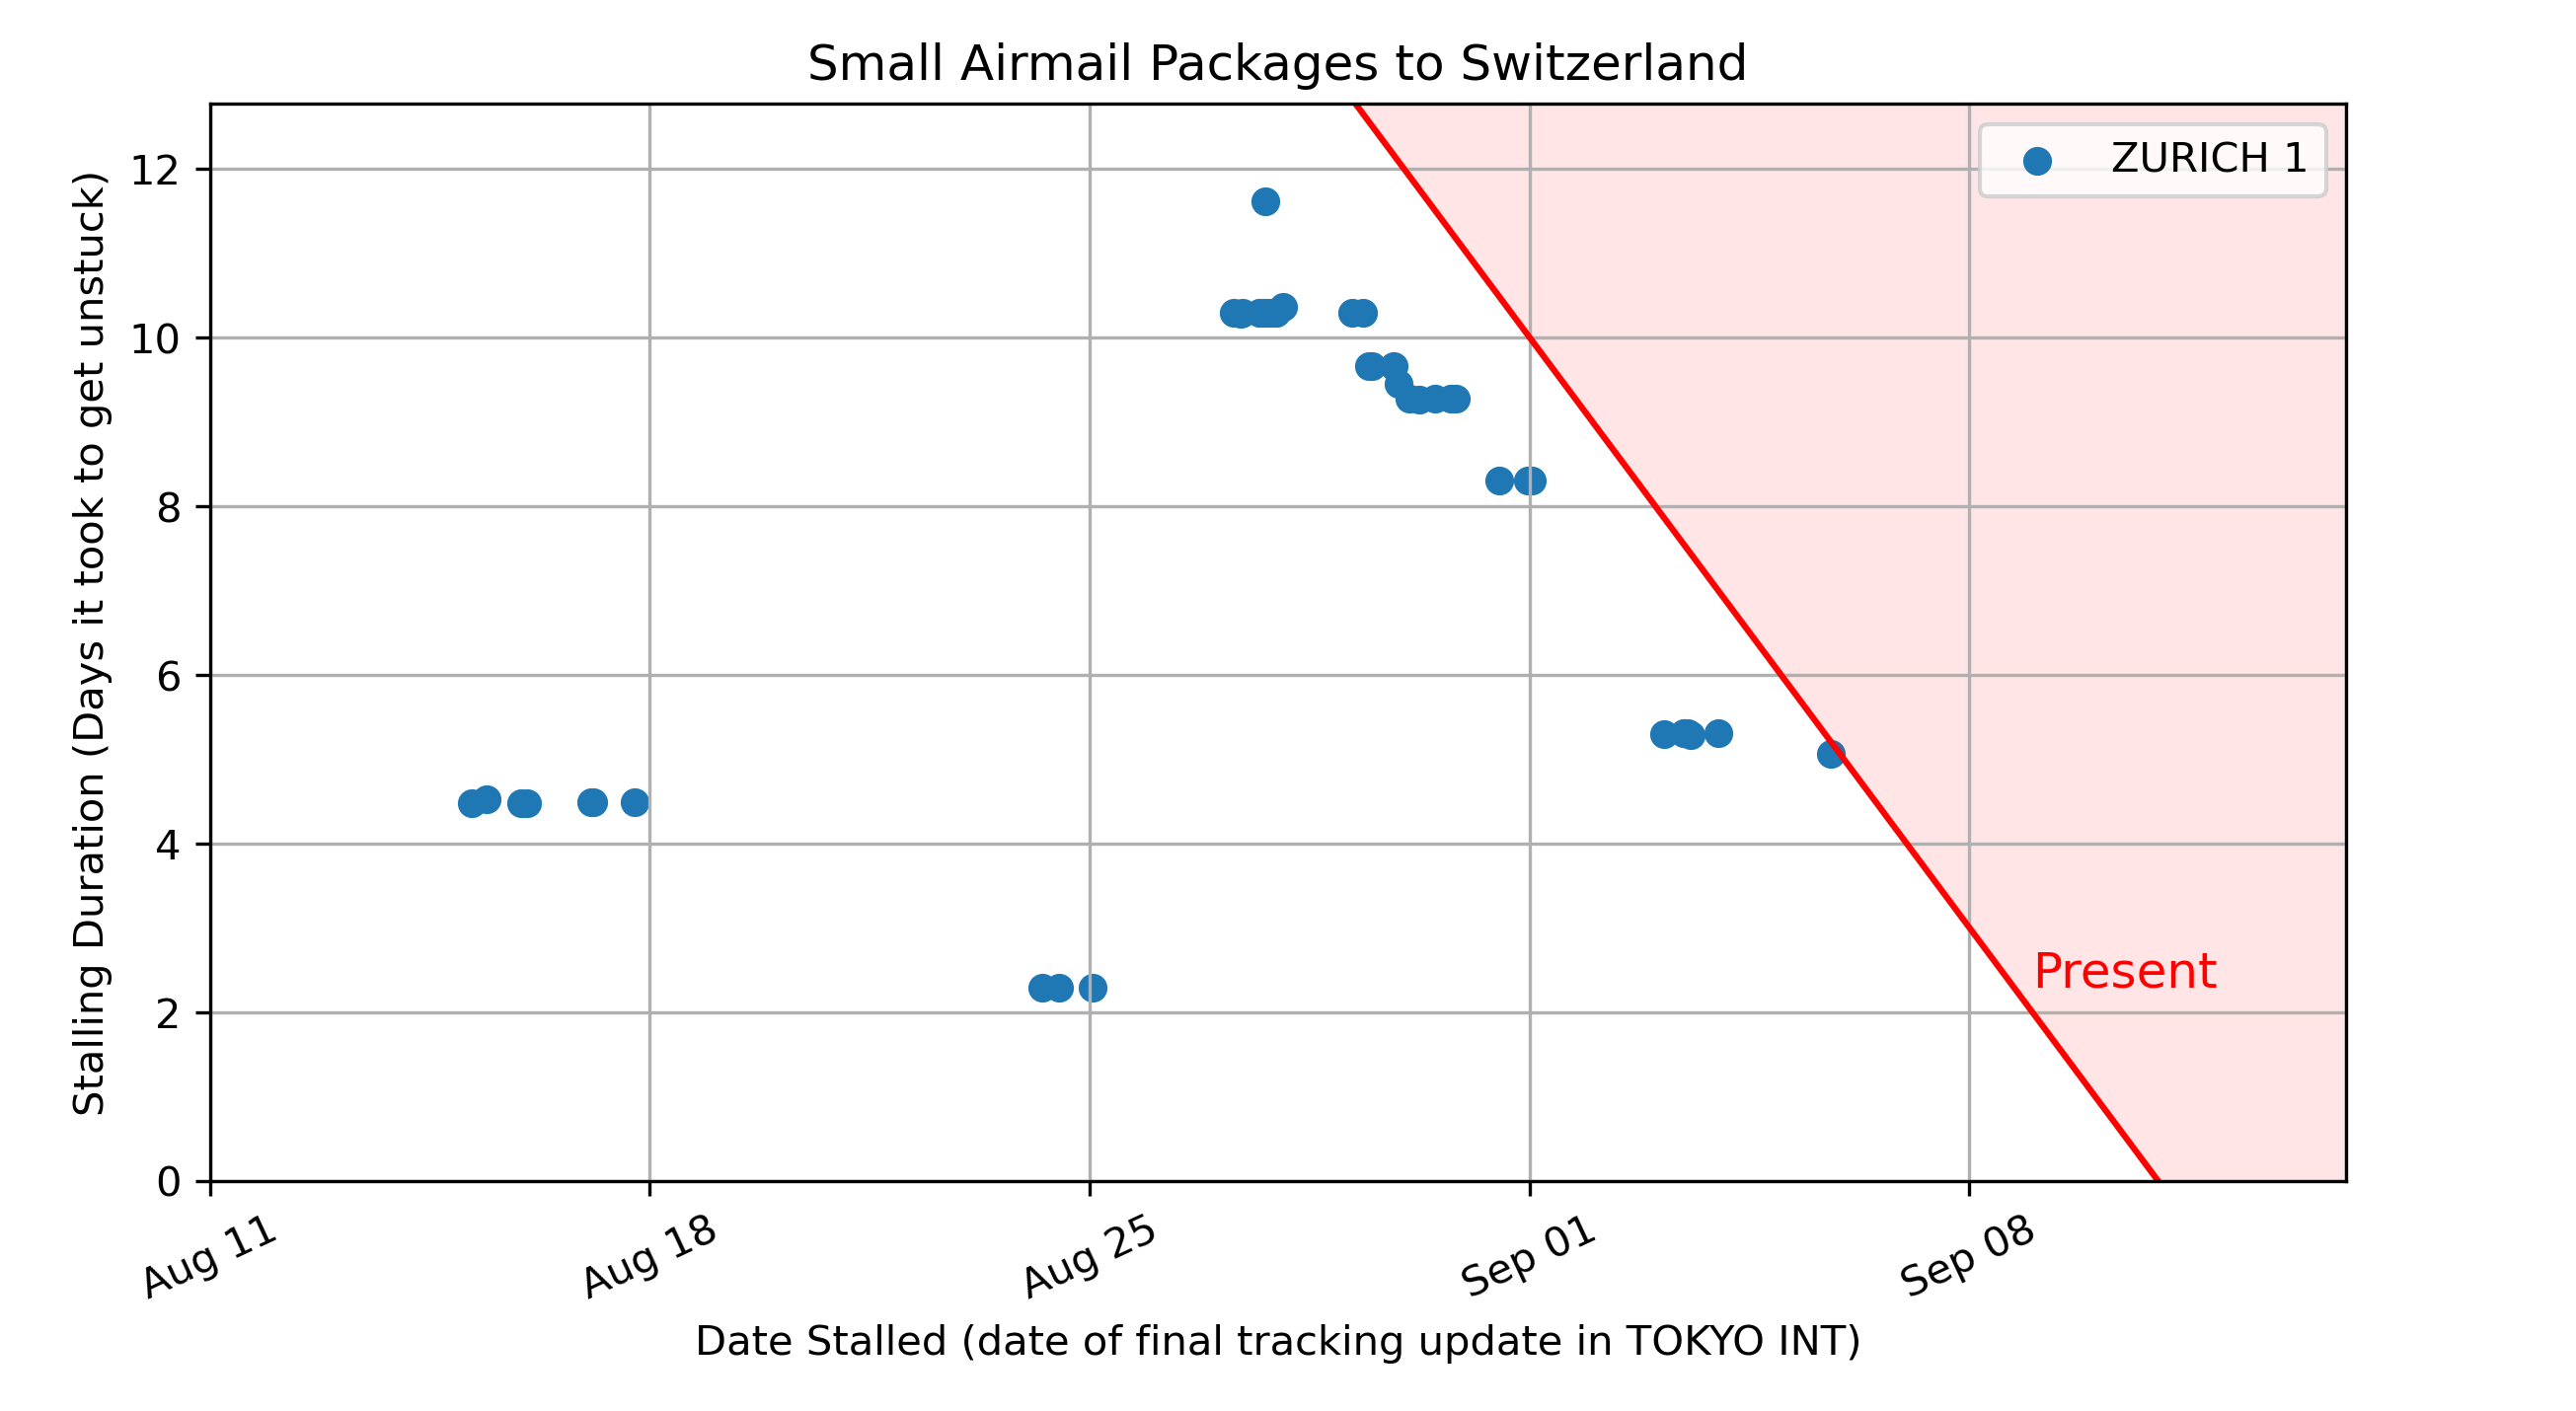 Small Airmail Packages to Switzerland
ZURICH 1
Stalling Duration (Days it took to get unstuck)
12
10
8
6
4
2
0
Present
Aug 11
Aug 18
Aug 25
Sep 01
Sep 08
Date Stalled (date of final tracking update in TOKYO INT)